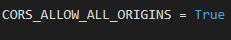 CORS_ALLOW_ALL_ORIGINS = True